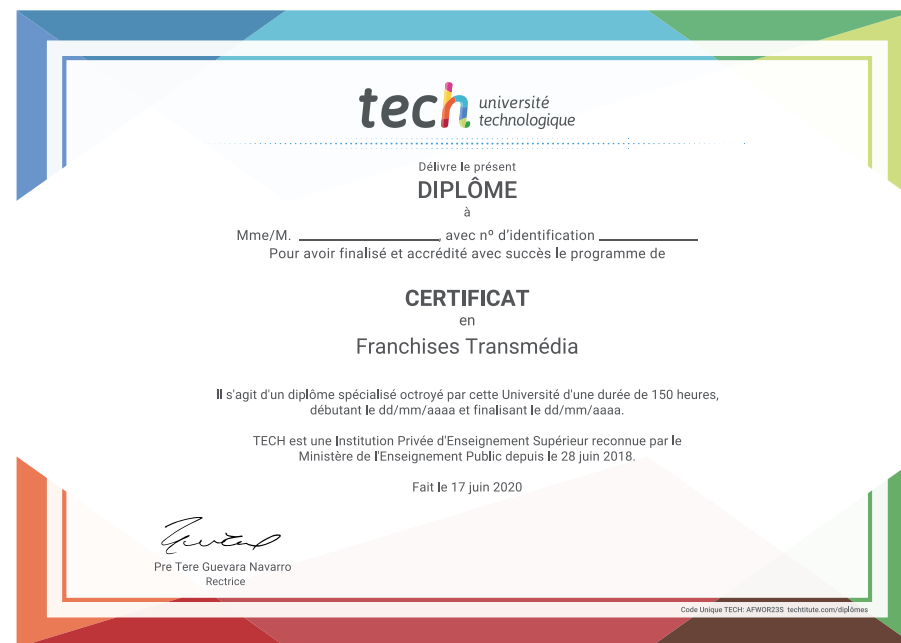 tech université
technologique
Délivre le présent
DIPLÔME
à
Mme/M. ____________, avec nº d'identification ____________
Pour avoir finalisé et accrédité avec succès le programme de
CERTIFICAT
en
Franchises Transmédia
Il s'agit d'un diplôme spécialisé octroyé par cette Université d'une durée de 150 heures,
débutant le dd/mm/aaaa et finalisant le dd/mm/aaaa.
TECH est une Institution Privée d'Enseignement Supérieur reconnue par le
Ministère de l'Enseignement Public depuis le 28 juin 2018.
Fait le 17 juin 2020
Pre Tere Guevara Navarro
Rectrice
Code Unique TECH: AFWOR23S techtitute.com/diplômes